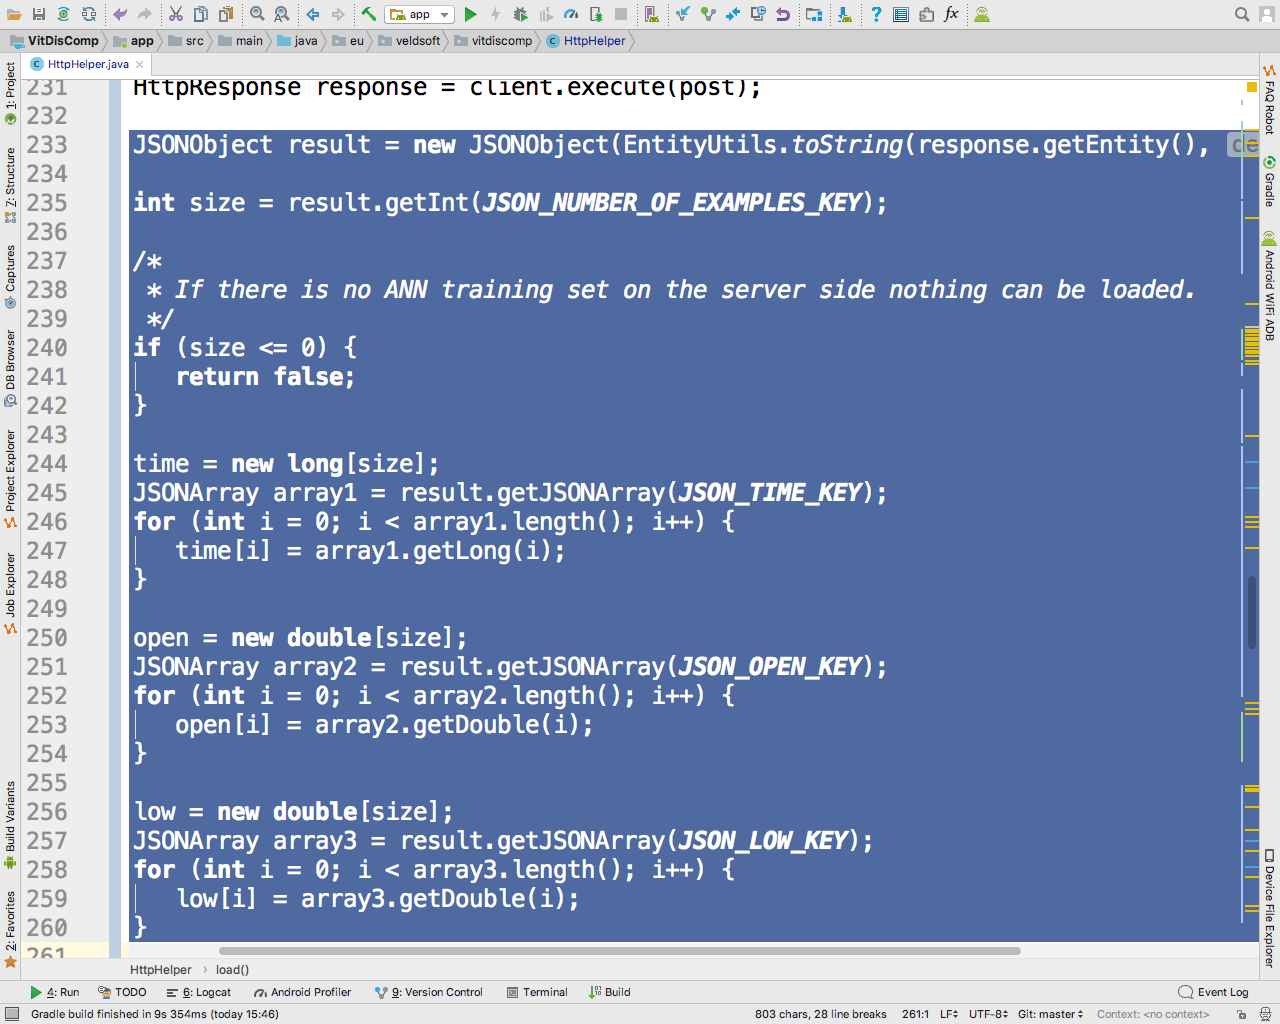 app
VitDisComp app src main java eu veldsoft vitdiscomp HttpHelper
HttpHelper.java
231 HttpResponse response = client.execute(post);
232
233 JSONObject result = new JSONObject(EntityUtils.toString(response.getEntity(), de
234
235 int size = result.getInt(JSON_NUMBER_OF_EXAMPLES_KEY);
236
237 /*
238 * If there is no ANN training set on the server side nothing can be loaded.
239 */
240 if (size <= 0) {
241 return false;
242 }
243
244 time = new long[size];
245 JSONArray array1 = result.getJSONArray(JSON_TIME_KEY);
246 for (int i = 0; i < array1.length(); i++) {
247 time[i] = array1.getLong(i);
248 }
249
250 open = new double[size];
251 JSONArray array2 = result.getJSONArray(JSON_OPEN_KEY);
252 for (int i = 0; i < array2.length(); i++) {
253 open[i] = array2.getDouble(i);
254 }
255
256 low = new double[size];
257 JSONArray array3 = result.getJSONArray(JSON_LOW_KEY);
258 for (int i = 0; i < array3.length(); i++) {
259 low[i] = array3.getDouble(i);
260 }
261
1: Project
7: Structure
Captures
DB Browser
Project Explorer
Job Explorer
Build Variants
2: Favorites
FAQ Robot
Gradle
Android WiFi ADB
Device File Explorer
HttpHelper › load()
4: Run TODO 6: Logcat Android Profiler 9: Version Control Terminal Build Event Log
Gradle build finished in 9s 354ms (today 15:46) 803 chars, 28 line breaks 261:1 LF UTF-8 Git: master Context: <no context>